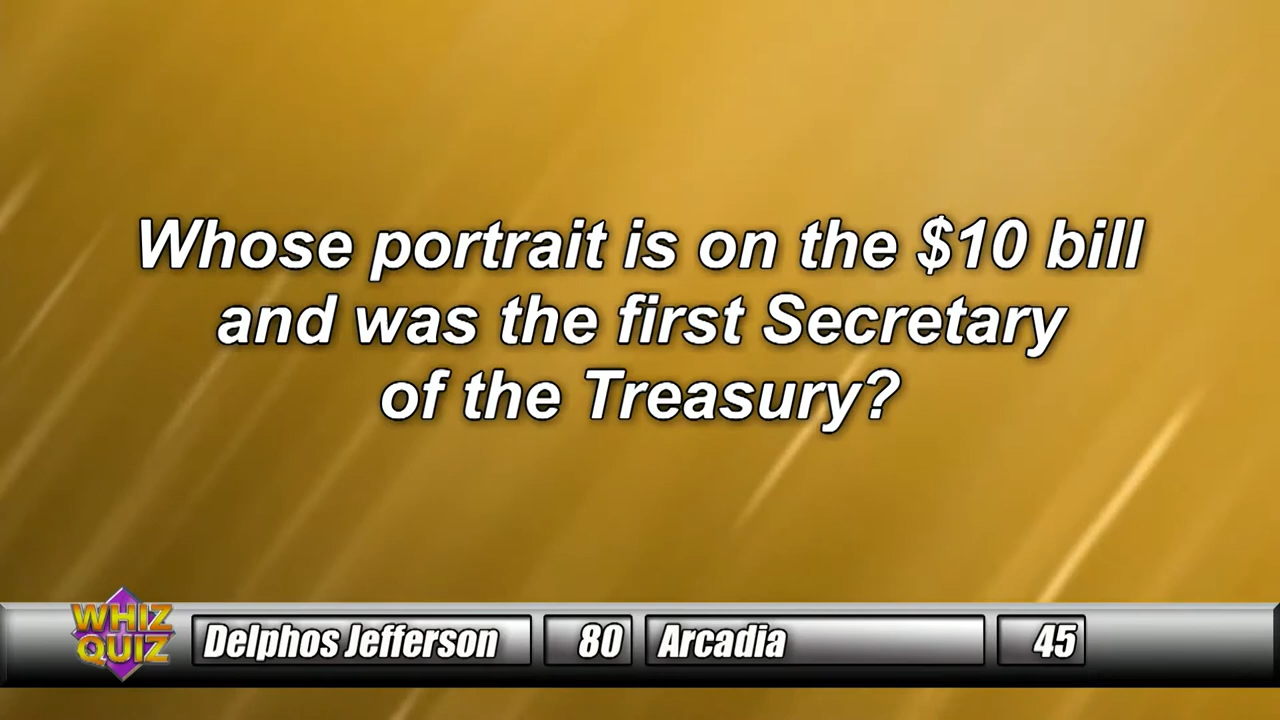 Whose portrait is on the $10 bill
and was the first Secretary
of the Treasury?
WHIZ
QUIZ
Delphos Jefferson 80 Arcadia 45